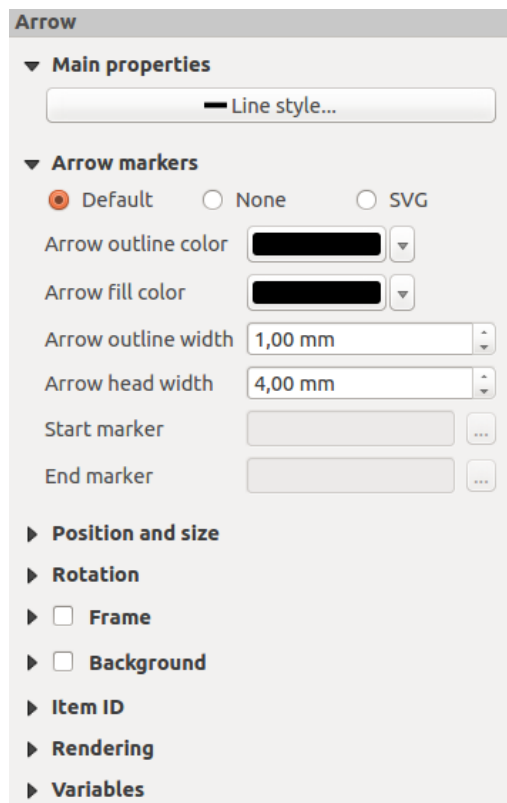 Arrow
Main properties
Line style...
Arrow markers
Default None SVG
Arrow outline color
Arrow fill color
Arrow outline width 1,00 mm
Arrow head width 4,00 mm
Start marker ...
End marker ...
Position and size
Rotation
Frame
Background
Item ID
Rendering
Variables